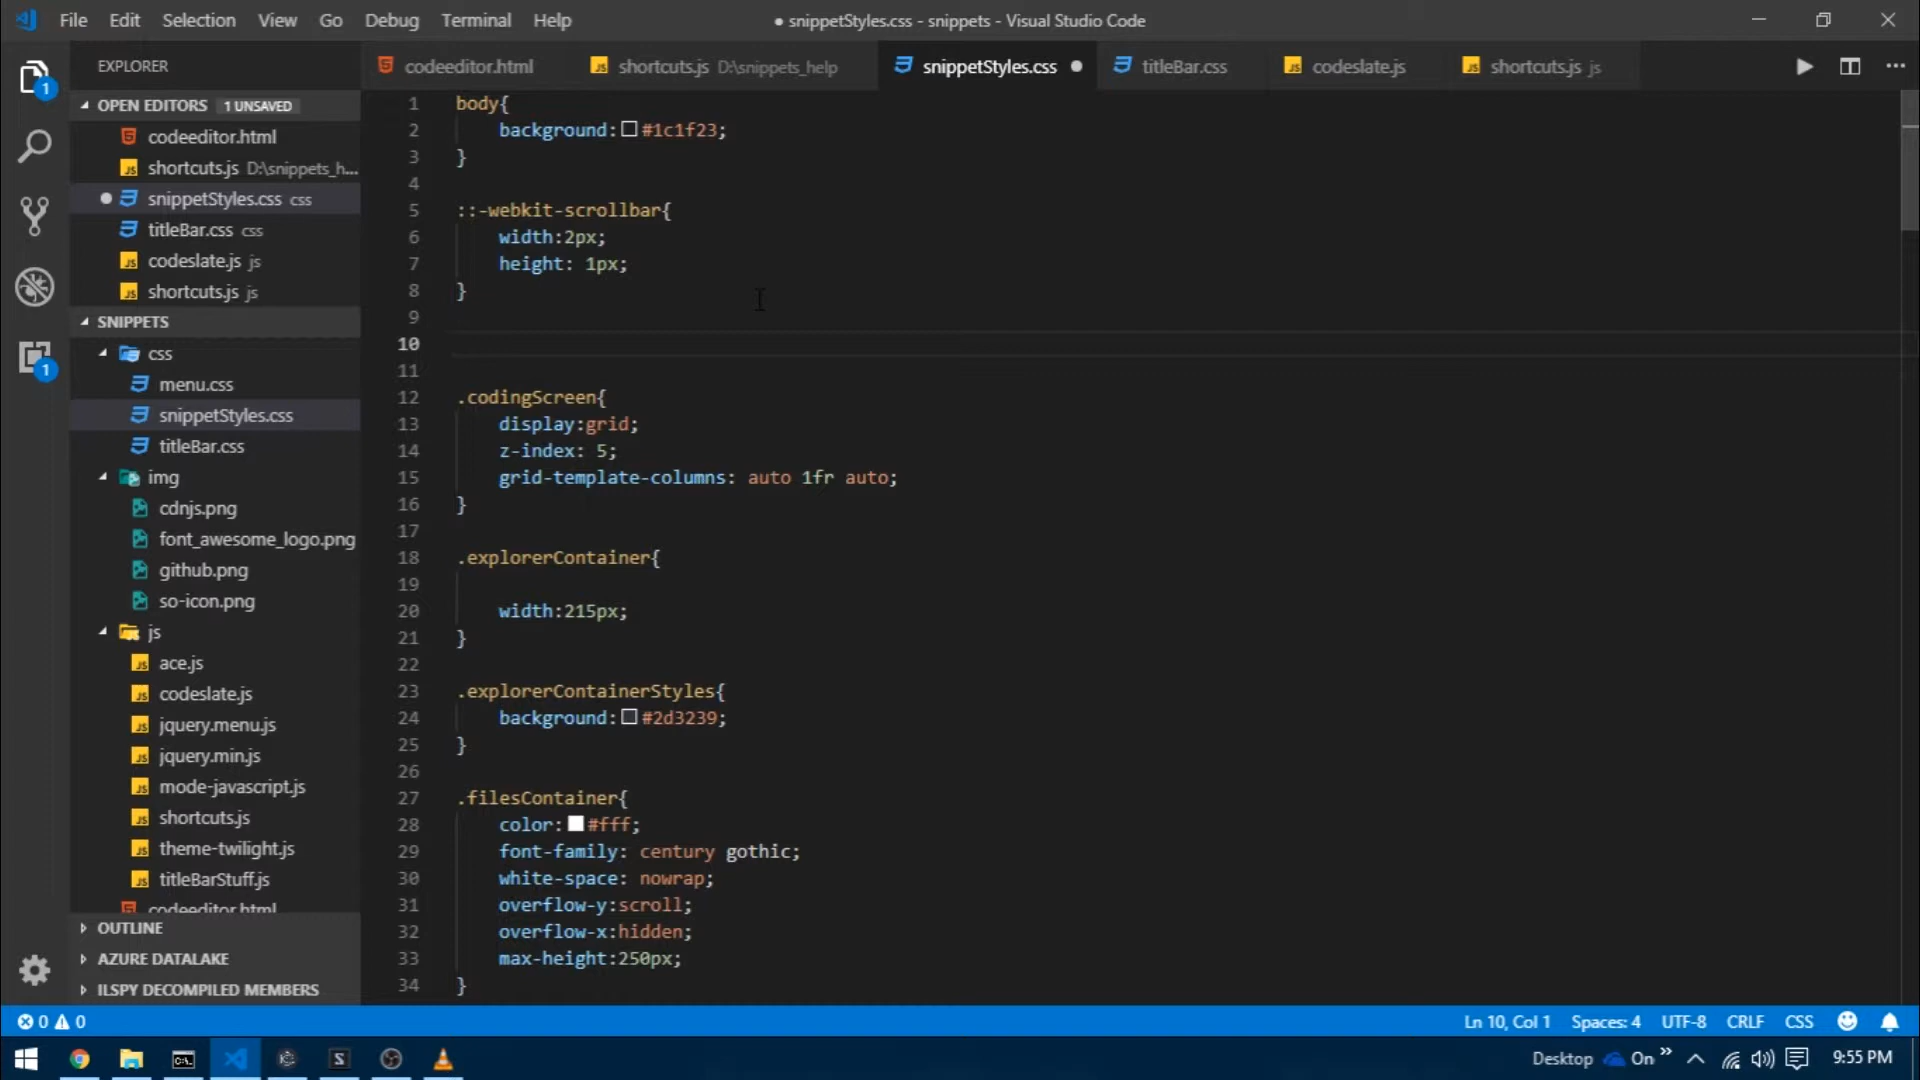 File Edit Selection View Go Debug Terminal Help
● snippetStyles.css - snippets - Visual Studio Code
EXPLORER
OPEN EDITORS 1 UNSAVED
codeeditor.html
shortcuts.js D:\snippets_h...
snippetStyles.css css
titleBar.css css
codeslate.js js
shortcuts.js js
SNIPPETS
css
menu.css
snippetStyles.css
titleBar.css
img
cdnjs.png
font_awesome_logo.png
github.png
so-icon.png
js
ace.js
codeslate.js
jquery.menu.js
jquery.min.js
mode-javascript.js
shortcuts.js
theme-twilight.js
titleBarStuff.js
codeeditor.html
OUTLINE
AZURE DATALAKE
ILSPY DECOMPILED MEMBERS
1
1
codeeditor.html shortcuts.js D:\snippets_help snippetStyles.css titleBar.css codeslate.js shortcuts.js js
1 body{
2 background: #1c1f23;
3 }
4
5 ::-webkit-scrollbar{
6 width:2px;
7 height: 1px;
8 }
9
10
11
12 .codingScreen{
13 display:grid;
14 z-index: 5;
15 grid-template-columns: auto 1fr auto;
16 }
17
18 .explorerContainer{
19
20 width:215px;
21 }
22
23 .explorerContainerStyles{
24 background: #2d3239;
25 }
26
27 .filesContainer{
28 color: #fff;
29 font-family: century gothic;
30 white-space: nowrap;
31 overflow-y:scroll;
32 overflow-x:hidden;
33 max-height:250px;
34 }
0 0
Ln 10, Col 1 Spaces: 4 UTF-8 CRLF CSS
Desktop On 9:55 PM